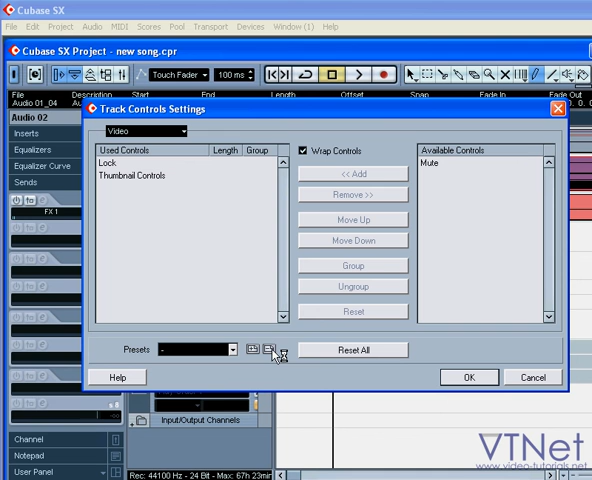 Cubase SX
File Edit Project Audio MIDI Scores Pool Transport Devices Window (1) Help
Cubase SX Project - new song.cpr
Touch Fader 100 ms
File Description Start End Length Offset Snap Fade In Fade Out
Audio 01_04
Track Controls Settings
Audio 02
Inserts
Equalizers
Equalizer Curve
Sends
FX 1
Video
Used Controls Length Group
Lock
Thumbnail Controls
Wrap Controls
<< Add
Remove >>
Move Up
Move Down
Group
Ungroup
Reset
Available Controls
Mute
Presets - Reset All
Help OK Cancel
Input/Output Channels
Channel
Notepad
User Panel
Rec: 44100 Hz - 24 Bit - Max: 67h 23min
VTNet
www.video-tutorials.net